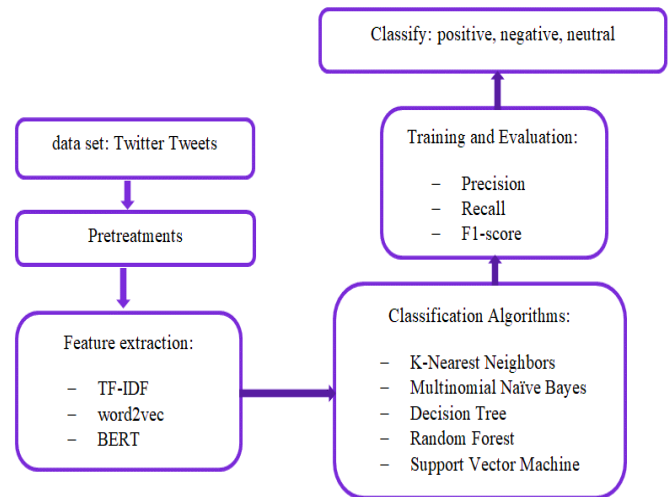 data set: Twitter Tweets
Pretreatments
Feature extraction:
– TF-IDF
– word2vec
– BERT
Classification Algorithms:
– K-Nearest Neighbors
– Multinomial Naïve Bayes
– Decision Tree
– Random Forest
– Support Vector Machine
Training and Evaluation:
– Precision
– Recall
– F1-score
Classify: positive, negative, neutral